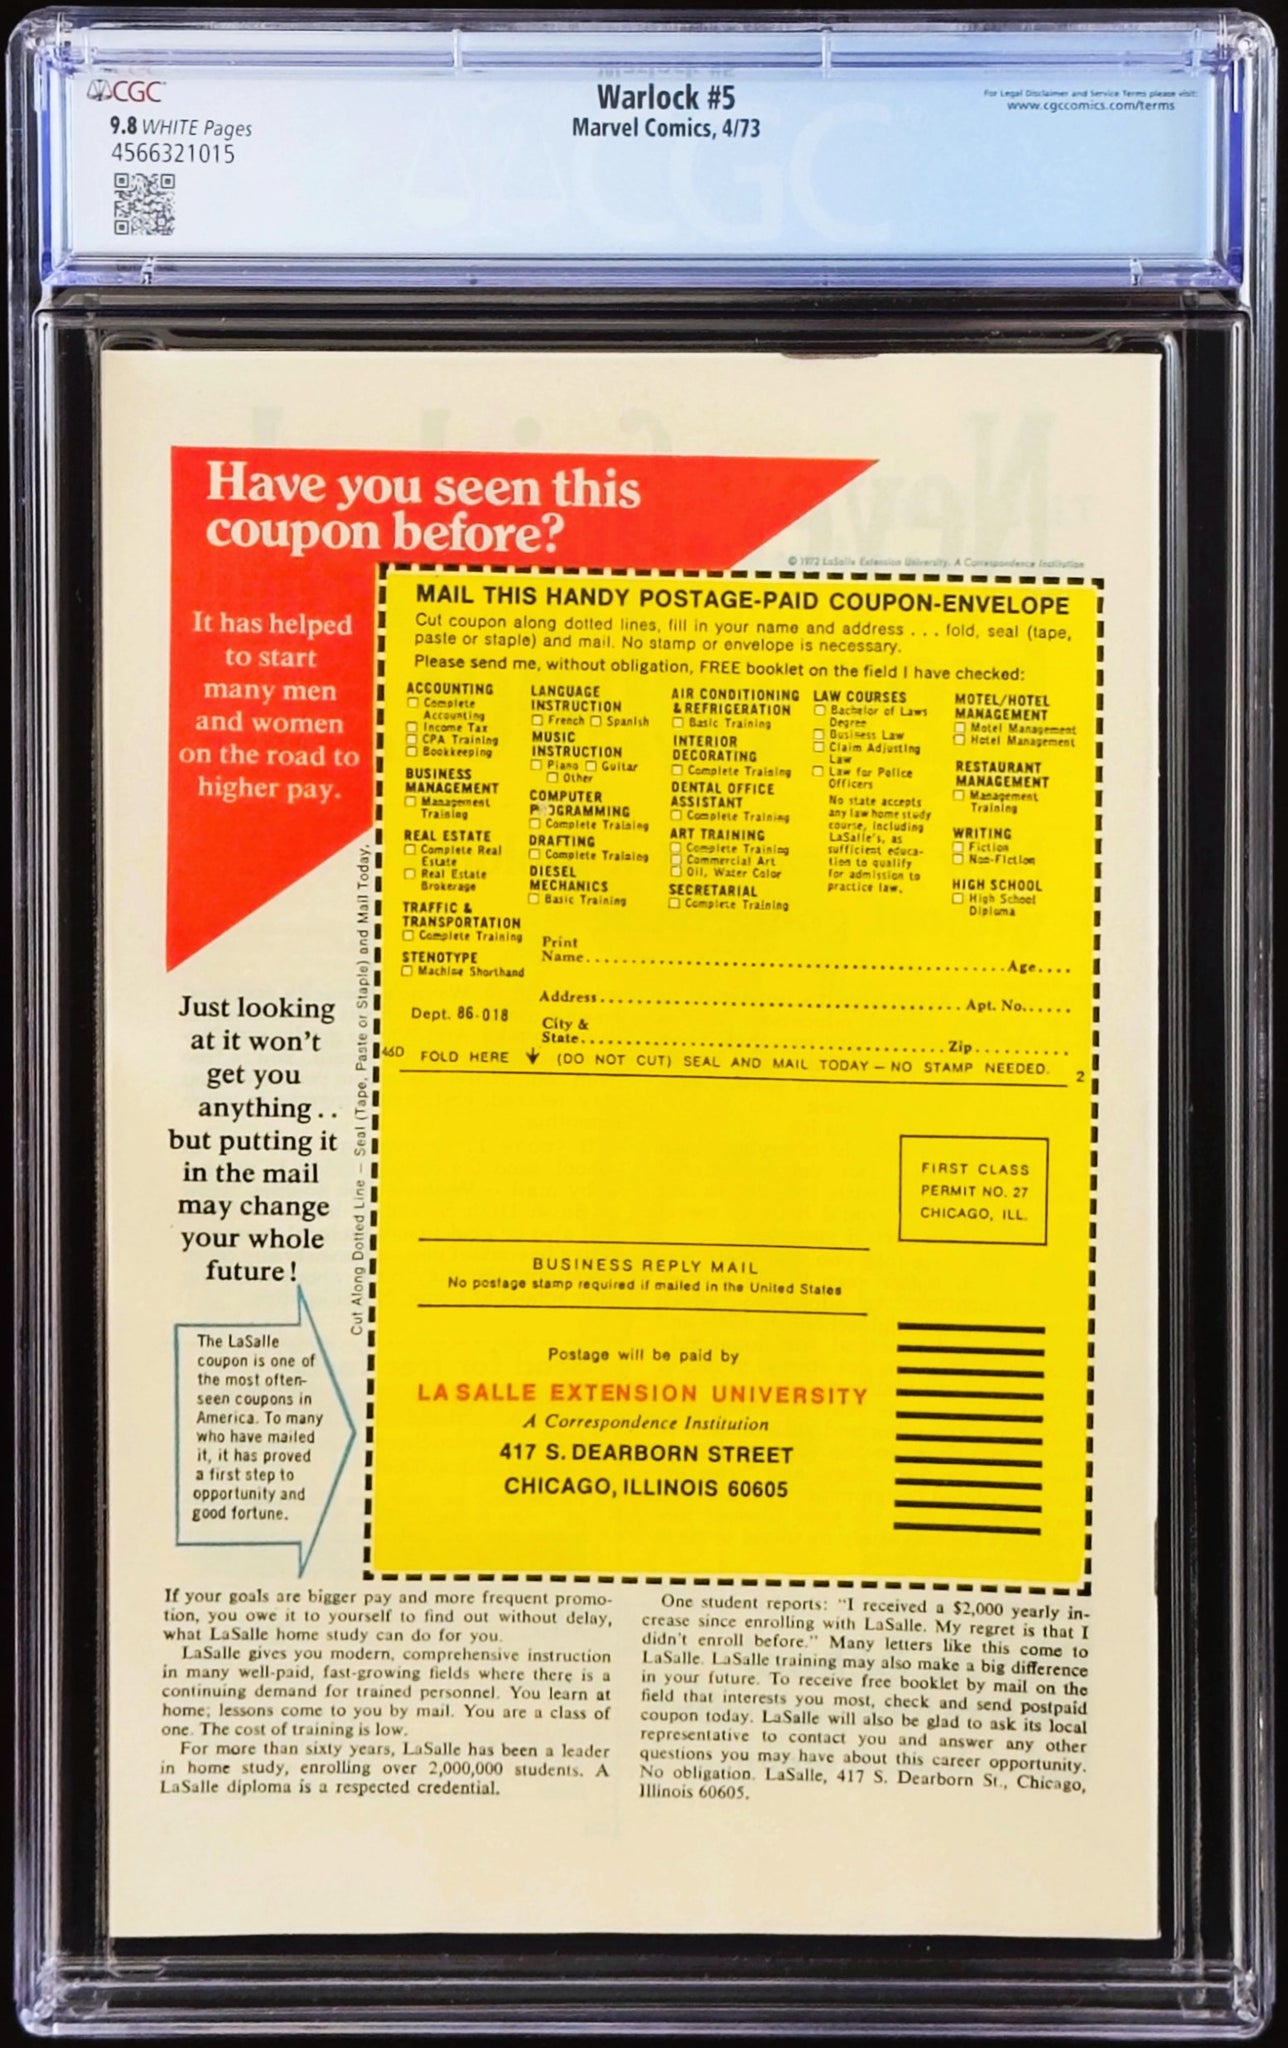 CGC
9.8 WHITE Pages
4566321015
Warlock #5
Marvel Comics, 4/73
For Legal Disclaimer and Service Terms please visit:
www.cgccomics.com/terms
Have you seen this
coupon before?
© 1972 LaSalle Extension University. A Correspondence Institution
It has helped
to start
many men
and women
on the road to
higher pay.
MAIL THIS HANDY POSTAGE-PAID COUPON-ENVELOPE
Cut coupon along dotted lines, fill in your name and address . . . fold, seal (tape,
paste or staple) and mail. No stamp or envelope is necessary.
Please send me, without obligation, FREE booklet on the field I have checked:
ACCOUNTING
Complete
Accounting
Income Tax
CPA Training
Bookkeeping
BUSINESS
MANAGEMENT
Management
Training
REAL ESTATE
Complete Real
Estate
Real Estate
Brokerage
TRAFFIC &
TRANSPORTATION
Complete Training
STENOTYPE
Machine Shorthand
LANGUAGE
INSTRUCTION
French Spanish
MUSIC
INSTRUCTION
Piano Guitar
Other
COMPUTER
PROGRAMMING
Complete Training
DRAFTING
Complete Training
DIESEL
MECHANICS
Basic Training
AIR CONDITIONING
& REFRIGERATION
Basic Training
INTERIOR
DECORATING
Complete Training
DENTAL OFFICE
ASSISTANT
Complete Training
ART TRAINING
Complete Training
Commercial Art
Oil, Water Color
SECRETARIAL
Complete Training
LAW COURSES
Bachelor of Laws
Degree
Business Law
Claim Adjusting
Law
Law for Police
Officers
No state accepts
any law home study
course, including
LaSalle's, as
sufficient educa-
tion to qualify
for admission to
practice law.
MOTEL/HOTEL
MANAGEMENT
Motel Management
Hotel Management
RESTAURANT
MANAGEMENT
Management
Training
WRITING
Fiction
Non-Fiction
HIGH SCHOOL
High School
Diploma
Print
Name.......... Age....
Address.......... Apt. No......
Dept. 86-018
City &
State.......... Zip..........
46D FOLD HERE ↓ (DO NOT CUT) SEAL AND MAIL TODAY – NO STAMP NEEDED. 2
Cut Along Dotted Line — Seal (Tape, Paste or Staple) and Mail Today.
Just looking
at it won't
get you
anything . .
but putting it
in the mail
may change
your whole
future!
FIRST CLASS
PERMIT NO. 27
CHICAGO, ILL.
BUSINESS REPLY MAIL
No postage stamp required if mailed in the United States
Postage will be paid by
LA SALLE EXTENSION UNIVERSITY
A Correspondence Institution
417 S. DEARBORN STREET
CHICAGO, ILLINOIS 60605
The LaSalle
coupon is one of
the most often-
seen coupons in
America. To many
who have mailed
it, it has proved
a first step to
opportunity and
good fortune.
If your goals are bigger pay and more frequent promo-
tion, you owe it to yourself to find out without delay,
what LaSalle home study can do for you.
LaSalle gives you modern, comprehensive instruction
in many well-paid, fast-growing fields where there is a
continuing demand for trained personnel. You learn at
home; lessons come to you by mail. You are a class of
one. The cost of training is low.
For more than sixty years, LaSalle has been a leader
in home study, enrolling over 2,000,000 students. A
LaSalle diploma is a respected credential.
One student reports: "I received a $2,000 yearly in-
crease since enrolling with LaSalle. My regret is that I
didn't enroll before." Many letters like this come to
LaSalle. LaSalle training may also make a big difference
in your future. To receive free booklet by mail on the
field that interests you most, check and send postpaid
coupon today. LaSalle will also be glad to ask its local
representative to contact you and answer any other
questions you may have about this career opportunity.
No obligation. LaSalle, 417 S. Dearborn St., Chicago,
Illinois 60605.